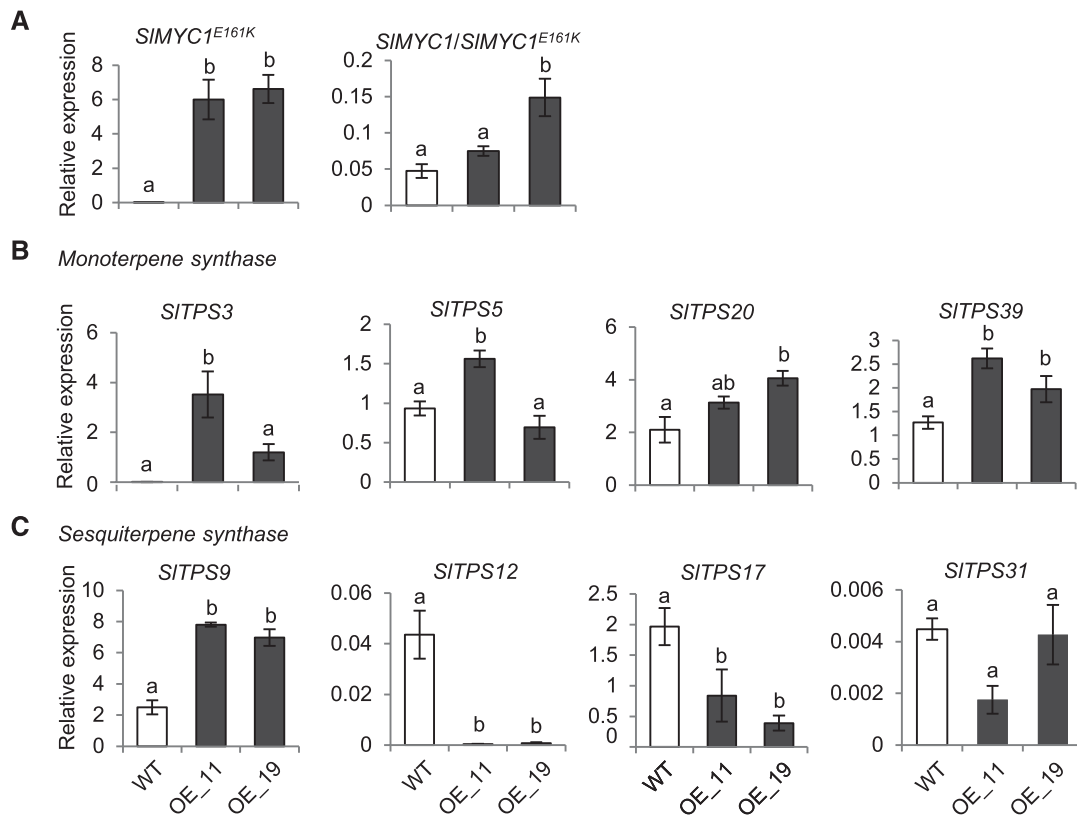 A
SlMYC1E161K
SlMYC1/SlMYC1E161K
Relative expression
8
6
4
2
0
a
b
b
0.2
0.15
0.1
0.05
0
a
a
b
B
Monoterpene synthase
SlTPS3
SlTPS5
SlTPS20
SlTPS39
Relative expression
6
4
2
0
a
b
a
2
1.5
1
0.5
0
a
b
a
6
4
2
0
a
ab
b
3
2.5
2
1.5
1
0.5
0
a
b
b
C
Sesquiterpene synthase
SlTPS9
SlTPS12
SlTPS17
SlTPS31
Relative expression
10
8
6
4
2
0
a
b
b
0.06
0.04
0.02
0
a
b
b
2.5
2
1.5
1
0.5
0
a
b
b
0.006
0.004
0.002
0
a
a
a
WT
OE_11
OE_19
WT
OE_11
OE_19
WT
OE_11
OE_19
WT
OE_11
OE_19